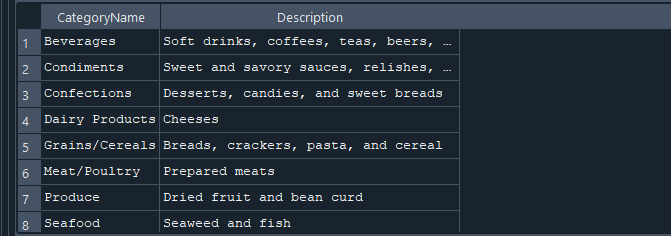 CategoryName Description
1 Beverages Soft drinks, coffees, teas, beers, …
2 Condiments Sweet and savory sauces, relishes, …
3 Confections Desserts, candies, and sweet breads
4 Dairy Products Cheeses
5 Grains/Cereals Breads, crackers, pasta, and cereal
6 Meat/Poultry Prepared meats
7 Produce Dried fruit and bean curd
8 Seafood Seaweed and fish